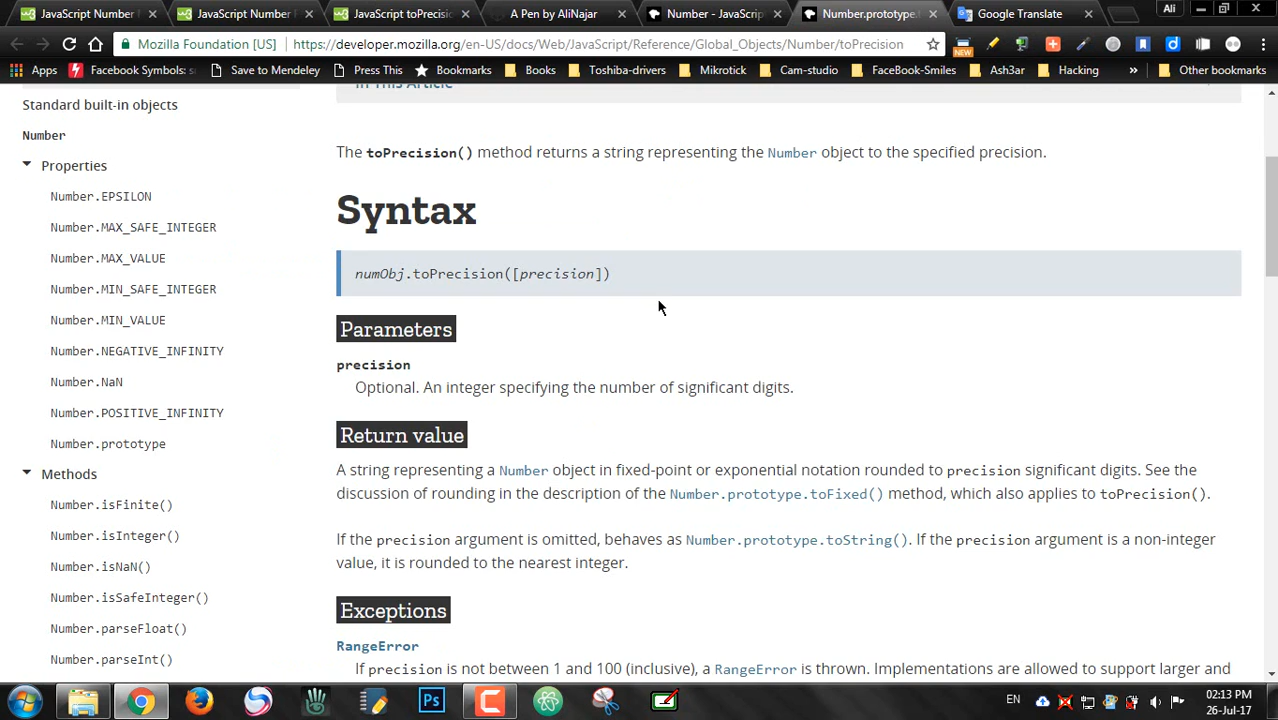 JavaScript Number
JavaScript Number
JavaScript toPrecisio
A Pen by AliNajar
Number - JavaScrip
Number.prototype.
Google Translate
Ali
Mozilla Foundation [US]
https://developer.mozilla.org/en-US/docs/Web/JavaScript/Reference/Global_Objects/Number/toPrecision
NEW
Apps
Facebook Symbols: s
Save to Mendeley
Press This
Bookmarks
Books
Toshiba-drivers
Mikrotick
Cam-studio
FaceBook-Smiles
Ash3ar
Hacking
»
Other bookmarks
In This Article
Standard built-in objects
Number
Properties
Number.EPSILON
Number.MAX_SAFE_INTEGER
Number.MAX_VALUE
Number.MIN_SAFE_INTEGER
Number.MIN_VALUE
Number.NEGATIVE_INFINITY
Number.NaN
Number.POSITIVE_INFINITY
Number.prototype
Methods
Number.isFinite()
Number.isInteger()
Number.isNaN()
Number.isSafeInteger()
Number.parseFloat()
Number.parseInt()
The toPrecision() method returns a string representing the Number object to the specified precision.
Syntax
numObj.toPrecision([precision])
Parameters
precision
Optional. An integer specifying the number of significant digits.
Return value
A string representing a Number object in fixed-point or exponential notation rounded to precision significant digits. See the
discussion of rounding in the description of the Number.prototype.toFixed() method, which also applies to toPrecision().
If the precision argument is omitted, behaves as Number.prototype.toString(). If the precision argument is a non-integer
value, it is rounded to the nearest integer.
Exceptions
RangeError
If precision is not between 1 and 100 (inclusive), a RangeError is thrown. Implementations are allowed to support larger and
Ps
EN
02:13 PM
26-Jul-17